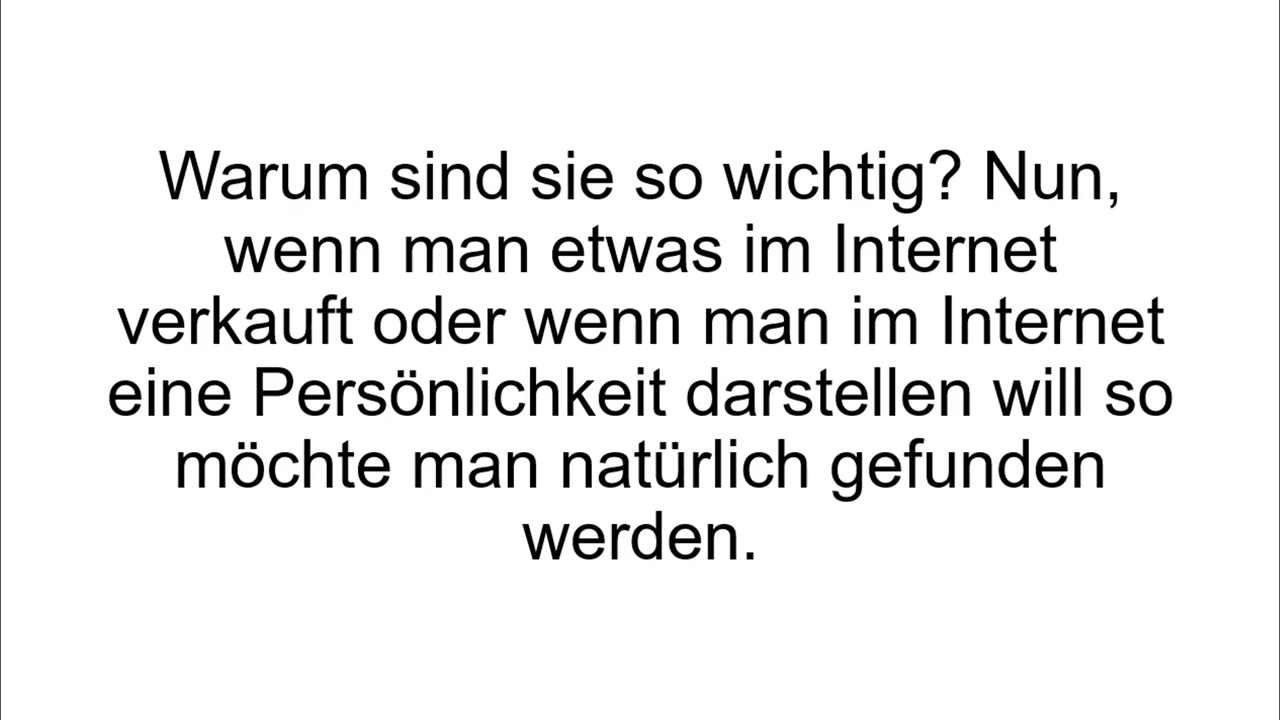 Warum sind sie so wichtig? Nun,
wenn man etwas im Internet
verkauft oder wenn man im Internet
eine Persönlichkeit darstellen will so
möchte man natürlich gefunden
werden.